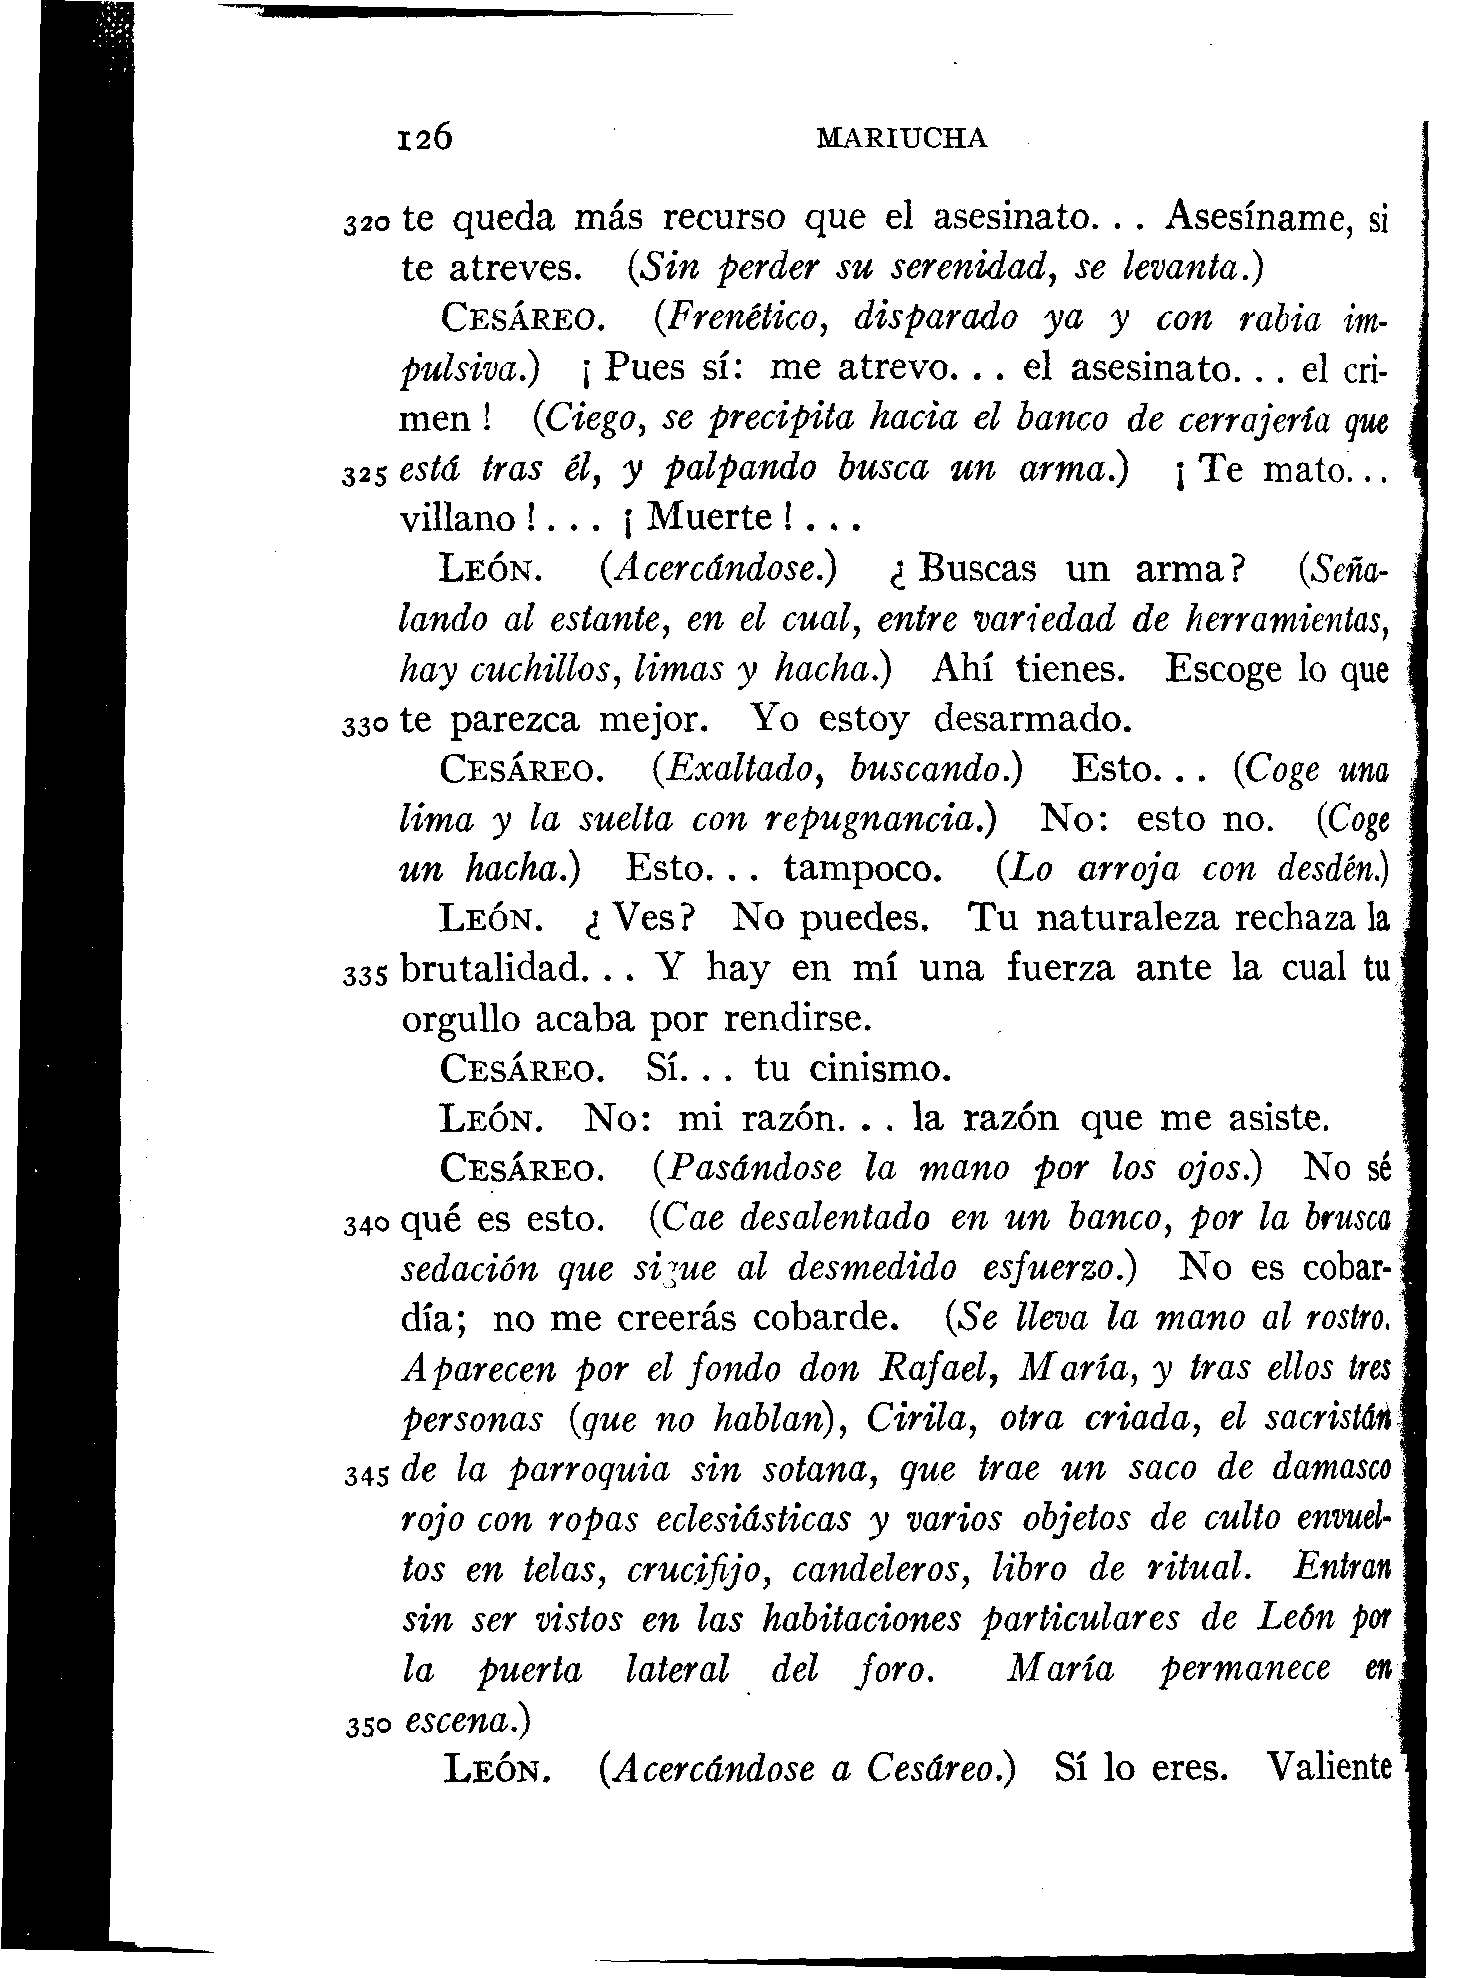 126 MARIUCHA
320 te queda más recurso que el asesinato. . . Asesíname, si
te atreves. (Sin perder su serenidad, se levanta.)
CESÁREO. (Frenético, disparado ya y con rabia im-
pulsiva.) ¡ Pues sí: me atrevo. . . el asesinato. . . el cri-
men ! (Ciego, se precipita hacia el banco de cerrajería que
325 está tras él, y palpando busca un arma.) ¡ Te mato. . .
villano !. . . ¡ Muerte !. . .
LEÓN. (Acercándose.) ¿ Buscas un arma? (Seña-
lando al estante, en el cual, entre variedad de herramientas,
hay cuchillos, limas y hacha.) Ahí tienes. Escoge lo que
330 te parezca mejor. Yo estoy desarmado.
CESÁREO. (Exaltado, buscando.) Esto. . . (Coge una
lima y la suelta con repugnancia.) No: esto no. (Coge
un hacha.) Esto. . . tampoco. (Lo arroja con desdén.)
LEÓN. ¿ Ves? No puedes. Tu naturaleza rechaza la
335 brutalidad. . . Y hay en mí una fuerza ante la cual tu
orgullo acaba por rendirse.
CESÁREO. Sí. . . tu cinismo.
LEÓN. No: mi razón. . . la razón que me asiste.
CESÁREO. (Pasándose la mano por los ojos.) No sé
340 qué es esto. (Cae desalentado en un banco, por la brusca
sedación que sigue al desmedido esfuerzo.) No es cobar-
día; no me creerás cobarde. (Se lleva la mano al rostro.
Aparecen por el fondo don Rafael, María, y tras ellos tres
personas (que no hablan), Cirila, otra criada, el sacristán
345 de la parroquia sin sotana, que trae un saco de damasco
rojo con ropas eclesiásticas y varios objetos de culto envuel-
tos en telas, crucifijo, candeleros, libro de ritual. Entran
sin ser vistos en las habitaciones particulares de León por
la puerta lateral del foro. María permanece en
350 escena.)
LEÓN. (Acercándose a Cesáreo.) Sí lo eres. Valiente